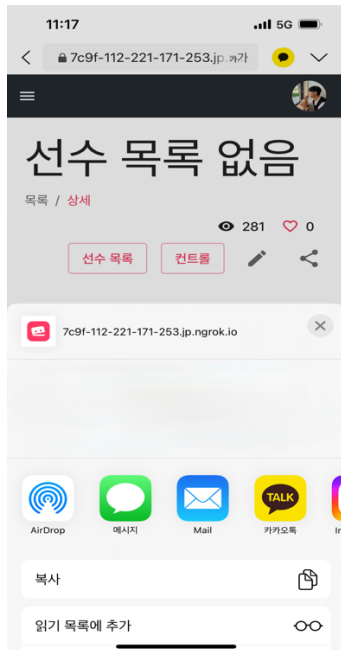 11:17 5G
7c9f-112-221-171-253.jp. 가가
선수 목록 없음
목록 / 상세
281 0
선수 목록 컨트롤
7c9f-112-221-171-253.jp.ngrok.io
TALK
AirDrop 메시지 Mail 카카오톡 In
복사
읽기 목록에 추가